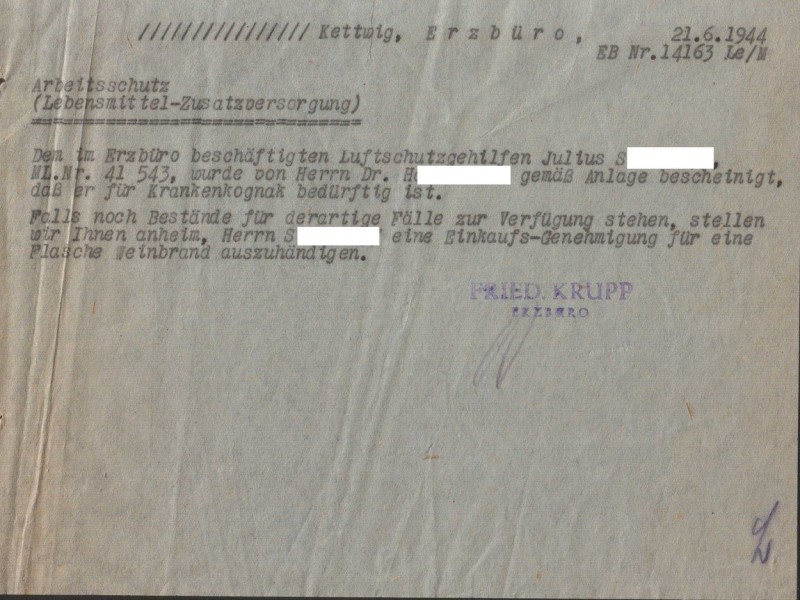 //////////////// Kettwig, Erzbüro, 21.6.1944
EB Nr.14163 Le/M
Arbeitsschutz
(Lebensmittel-Zusatzversorgung)
Dem im Erzbüro beschäftigten Luftschutzgehilfen Julius S ,
ML.Nr. 41 543, wurde von Herrn Dr. H gemäß Anlage bescheinigt,
daß er für Krankenkognak bedürftig ist.
Falls noch Bestände für derartige Fälle zur Verfügung stehen, stellen
wir Ihnen anheim, Herrn S eine Einkaufs-Genehmigung für eine
Flasche Weinbrand auszuhändigen.
FRIED. KRUPP
ERZBÜRO